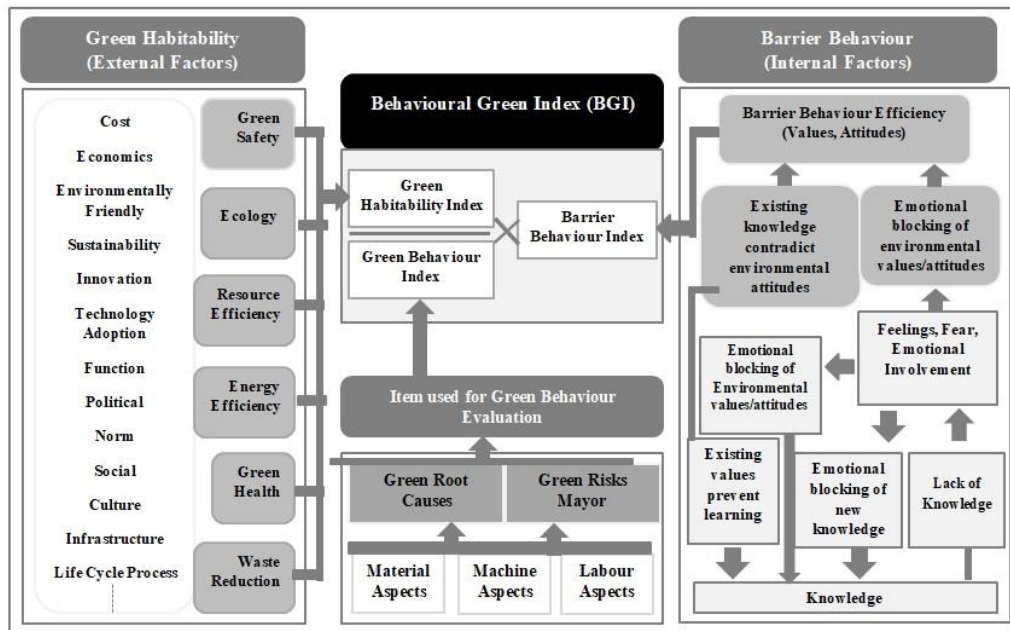 Green Habitability
(External Factors)
Cost
Economics
Environmentally
Friendly
Sustainability
Innovation
Technology
Adoption
Function
Political
Norm
Social
Culture
Infrastructure
Life Cycle Process
Green
Safety
Ecology
Resource
Efficiency
Energy
Efficiency
Green
Health
Waste
Reduction
Behavioural Green Index (BGI)
Green
Habitability Index
Green Behaviour
Index
Barrier
Behaviour Index
Item used for Green Behaviour
Evaluation
Green Root
Causes
Green Risks
Mayor
Material
Aspects
Machine
Aspects
Labour
Aspects
Barrier Behaviour
(Internal Factors)
Barrier Behaviour Efficiency
(Values, Attitudes)
Existing
knowledge
contradict
environmental
attitudes
Emotional
blocking of
environmental
values/attitudes
Emotional
blocking of
Environmental
values/attitudes
Feelings, Fear,
Emotional
Involvement
Existing
values
prevent
learning
Emotional
blocking of
new
knowledge
Lack of
Knowledge
Knowledge